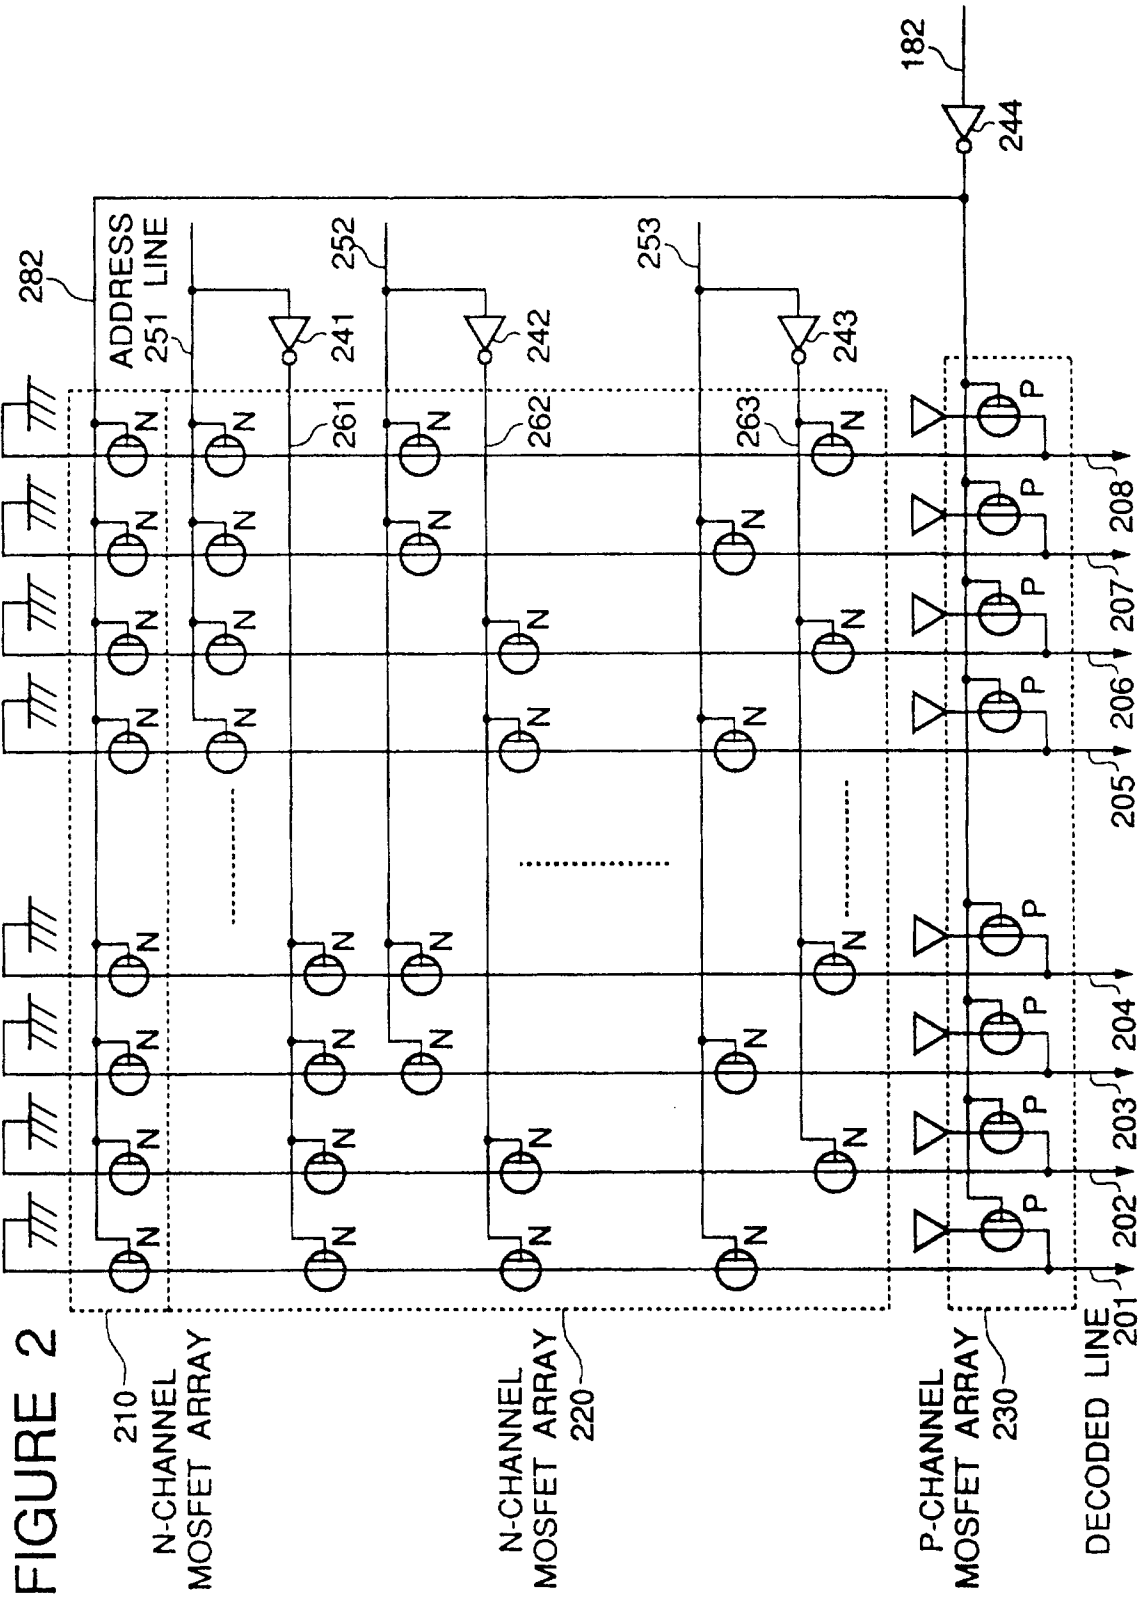 FIGURE 2
282
ADDRESS
251 LINE
210
N N N N N N N N
N-CHANNEL
MOSFET ARRAY
N N N N
252
N N N N 261 241
N N N N
N-CHANNEL
MOSFET ARRAY
220
N N N N 262 242
253
N N N N 263
N N N N 243
182
P-CHANNEL
MOSFET ARRAY
230
244
P P P P P P P P
DECODED LINE
201 202 203 204 205 206 207 208